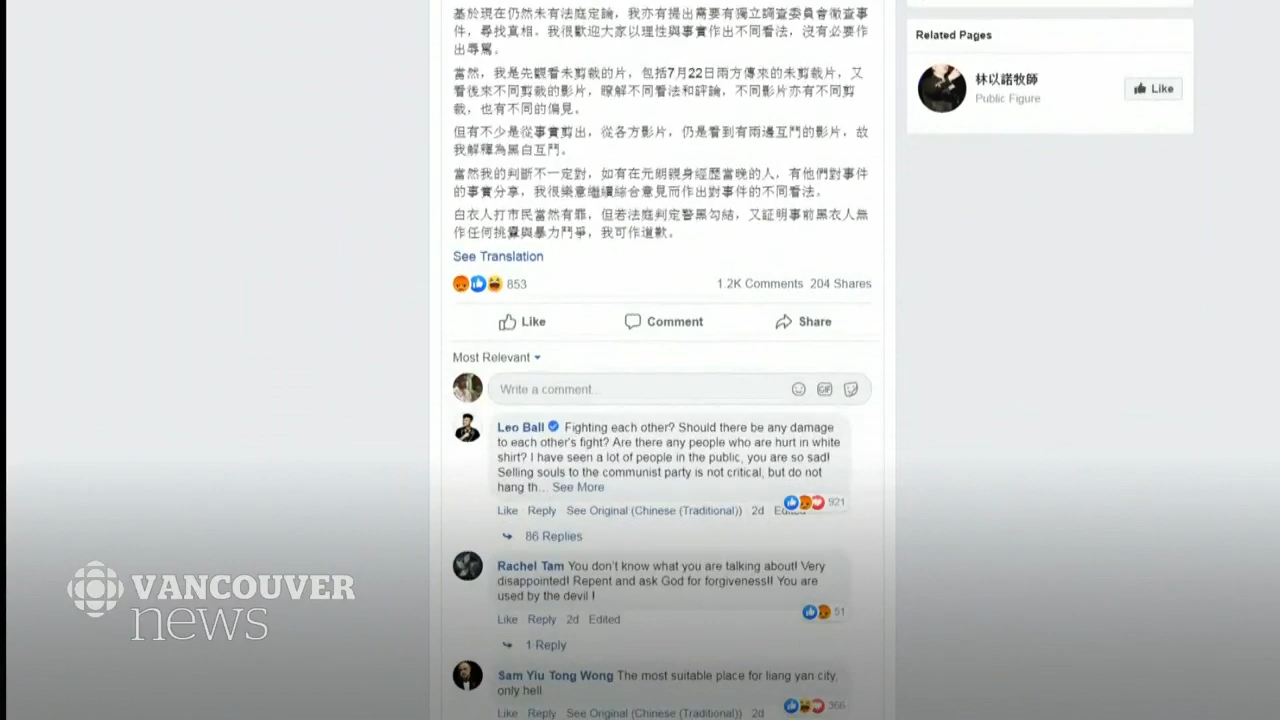 基於現在仍然未有法庭定論，我亦有提出需要有獨立調查委員會徹查事
件，尋找真相。我很歡迎大家以理性與事實作出不同看法，沒有必要作
出辱罵。
當然，我是先觀看未剪裁的片，包括7月22日兩方傳來的未剪裁片，又
看後來不同剪裁的影片，瞭解不同看法和評論，不同影片亦有不同剪
裁，也有不同的偏見。
但有不少是從事實剪出，從各方影片，仍是看到有兩邊互鬥的影片，故
我解釋為黑白互鬥。
當然我的判斷不一定對，如有在元朗親身經歷當晚的人，有他們對事件
的事實分享，我很樂意繼續綜合意見而作出對事件的不同看法。
白衣人打市民當然有罪，但若法庭判定警黑勾結，又証明事前黑衣人無
作任何挑釁與暴力鬥爭，我可作道歉。
See Translation
853
1.2K Comments 204 Shares
Like Comment Share
Most Relevant
Write a comment...
GIF
Leo Ball Fighting each other? Should there be any damage
to each other's fight? Are there any people who are hurt in white
shirt? I have seen a lot of people in the public, you are so sad!
Selling souls to the communist party is not critical, but do not
hang th... See More
921
Like Reply See Original (Chinese (Traditional)) 2d Edited
86 Replies
Rachel Tam You don't know what you are talking about! Very
disappointed! Repent and ask God for forgiveness!! You are
used by the devil !
51
Like Reply 2d Edited
1 Reply
Sam Yiu Tong Wong The most suitable place for liang yan city,
only hell.
366
Like Reply See Original (Chinese (Traditional)) 2d
Related Pages
林以諾牧師
Public Figure
Like
VANCOUVER
news